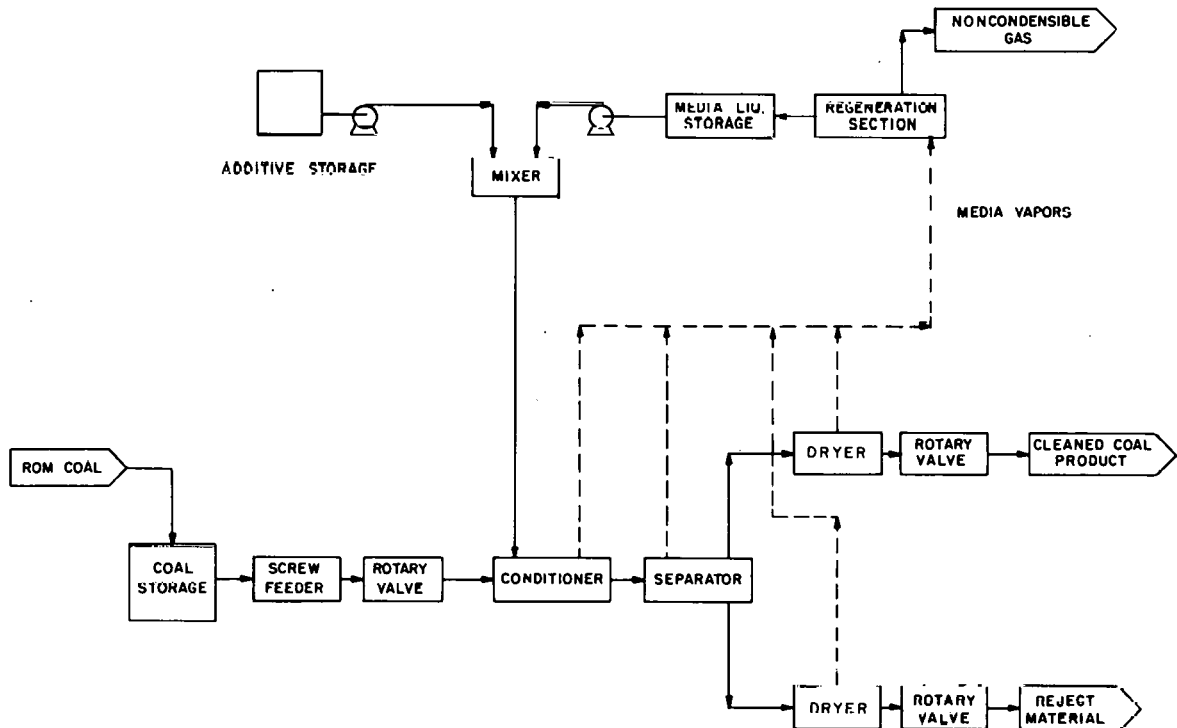 NONCONDENSIBLE
GAS
MEDIA LIQ.
STORAGE
REGENERATION
SECTION
ADDITIVE STORAGE
MIXER
MEDIA VAPORS
ROM COAL
DRYER
ROTARY
VALVE
CLEANED COAL
PRODUCT
COAL
STORAGE
SCREW
FEEDER
ROTARY
VALVE
CONDITIONER
SEPARATOR
DRYER
ROTARY
VALVE
REJECT
MATERIAL